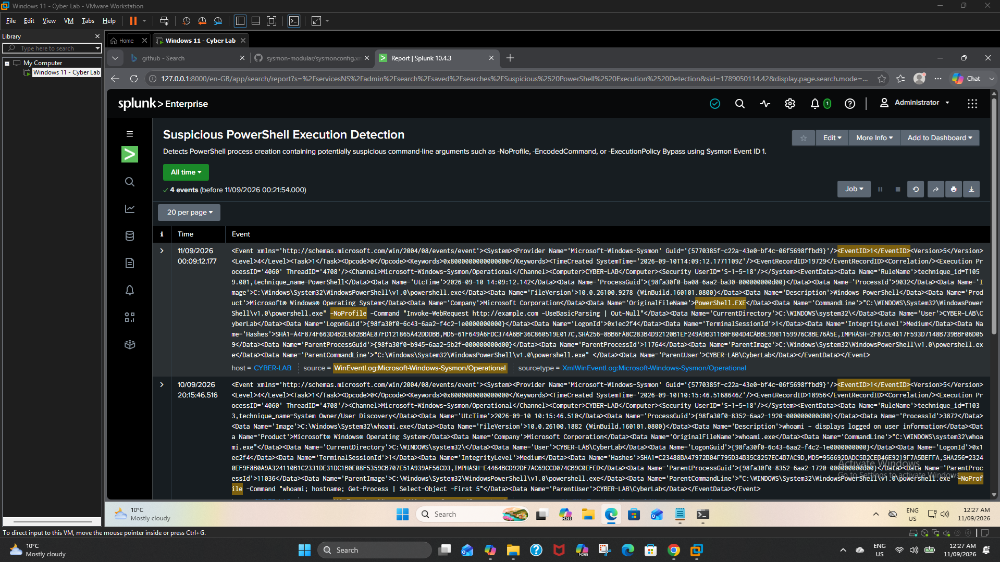 Windows 11 - Cyber Lab - VMware Workstation
File Edit View VM Tabs Help
Library
Type here to search
My Computer
Windows 11 - Cyber Lab
Home
Windows 11 - Cyber Lab
github - Search
sysmon-modular/sysmonconfig.xm
Report | Splunk 10.4.3
127.0.0.1:8000/en-GB/app/search/report?s=%2FservicesNS%2Fadmin%2Fsearch%2Fsaved%2Fsearches%2FSuspicious%2520PowerShell%2520Execution%2520Detection&sid=1789050114.42&display.page.search.mode=...
Chat
splunk>Enterprise
1
Administrator
Suspicious PowerShell Execution Detection
Edit
More Info
Add to Dashboard
Detects PowerShell process creation containing potentially suspicious command-line arguments such as -NoProfile, -EncodedCommand, or -ExecutionPolicy Bypass using Sysmon Event ID 1.
All time
4 events (before 11/09/2026 00:21:54.000)
Job
20 per page
i Time Event
11/09/2026
00:09:12.177
<Event xmlns='http://schemas.microsoft.com/win/2004/08/events/event'><System><Provider Name='Microsoft-Windows-Sysmon' Guid='{5770385f-c22a-43e0-bf4c-06f5698ffbd9}'/><EventID>1</EventID><Version>5</Version>
<Level>4</Level><Task>1</Task><Opcode>0</Opcode><Keywords>0x8000000000000000</Keywords><TimeCreated SystemTime='2026-09-10T14:09:12.1771109Z'/><EventRecordID>19729</EventRecordID><Correlation/><Execution Pr
ocessID='4060' ThreadID='4708'/><Channel>Microsoft-Windows-Sysmon/Operational</Channel><Computer>CYBER-LAB</Computer><Security UserID='S-1-5-18'/></System><EventData><Data Name='RuleName'>technique_id=T105
9.001,technique_name=PowerShell</Data><Data Name='UtcTime'>2026-09-10 14:09:12.142</Data><Data Name='ProcessGuid'>{98fa30f0-ba08-6aa2-ba30-000000000d00}</Data><Data Name='ProcessId'>9032</Data><Data Name='I
mage'>C:\Windows\System32\WindowsPowerShell\v1.0\powershell.exe</Data><Data Name='FileVersion'>10.0.26100.9278 (WinBuild.160101.0800)</Data><Data Name='Description'>Windows PowerShell</Data><Data Name='Prod
uct'>Microsoft® Windows® Operating System</Data><Data Name='Company'>Microsoft Corporation</Data><Data Name='OriginalFileName'>PowerShell.EXE</Data><Data Name='CommandLine'>"C:\WINDOWS\System32\WindowsPower
Shell\v1.0\powershell.exe" -NoProfile -Command "Invoke-WebRequest http://example.com -UseBasicParsing | Out-Null"</Data><Data Name='CurrentDirectory'>C:\WINDOWS\system32\</Data><Data Name='User'>CYBER-LAB\C
yberLab</Data><Data Name='LogonGuid'>{98fa30f0-6c43-6aa2-f4c2-1e0000000000}</Data><Data Name='LogonId'>0x1ec2f4</Data><Data Name='TerminalSessionId'>1</Data><Data Name='IntegrityLevel'>Medium</Data><Data Na
me='Hashes'>SHA1=A4F874F663D4B2E682BBAE87FD121865A42DDDBB,MD5=61F649A6FDC374A6BF36C860519E017C,SHA256=8BB6FA8C283B4D92120B1EF249A9B311B0F804D4CABBE9981159976C8BE76A5E,IMPHASH=2F87CE4617F593D7148B739BBF06D05
9</Data><Data Name='ParentProcessGuid'>{98fa30f0-b945-6aa2-5b2f-000000000d00}</Data><Data Name='ParentProcessId'>11764</Data><Data Name='ParentImage'>C:\Windows\System32\WindowsPowerShell\v1.0\powershell.ex
e</Data><Data Name='ParentCommandLine'>"C:\Windows\System32\WindowsPowerShell\v1.0\powershell.exe" </Data><Data Name='ParentUser'>CYBER-LAB\CyberLab</Data></EventData></Event>
host = CYBER-LAB source = WinEventLog:Microsoft-Windows-Sysmon/Operational sourcetype = XmlWinEventLog:Microsoft-Windows-Sysmon/Operational
10/09/2026
20:15:46.516
<Event xmlns='http://schemas.microsoft.com/win/2004/08/events/event'><System><Provider Name='Microsoft-Windows-Sysmon' Guid='{5770385f-c22a-43e0-bf4c-06f5698ffbd9}'/><EventID>1</EventID><Version>5</Version>
<Level>4</Level><Task>1</Task><Opcode>0</Opcode><Keywords>0x8000000000000000</Keywords><TimeCreated SystemTime='2026-09-10T10:15:46.5168646Z'/><EventRecordID>18956</EventRecordID><Correlation/><Execution Pr
ocessID='4060' ThreadID='4708'/><Channel>Microsoft-Windows-Sysmon/Operational</Channel><Computer>CYBER-LAB</Computer><Security UserID='S-1-5-18'/></System><EventData><Data Name='RuleName'>technique_id=T103
3,technique_name=System Owner/User Discovery</Data><Data Name='UtcTime'>2026-09-10 10:15:46.510</Data><Data Name='ProcessGuid'>{98fa30f0-8352-6aa2-1920-000000000d00}</Data><Data Name='ProcessId'>3872</Data>
<Data Name='Image'>C:\Windows\System32\whoami.exe</Data><Data Name='FileVersion'>10.0.26100.1882 (WinBuild.160101.0800)</Data><Data Name='Description'>whoami - displays logged on user information</Data><Dat
a Name='Product'>Microsoft® Windows® Operating System</Data><Data Name='Company'>Microsoft Corporation</Data><Data Name='OriginalFileName'>whoami.exe</Data><Data Name='CommandLine'>"C:\WINDOWS\system32\whoa
mi.exe"</Data><Data Name='CurrentDirectory'>C:\WINDOWS\system32\</Data><Data Name='User'>CYBER-LAB\CyberLab</Data><Data Name='LogonGuid'>{98fa30f0-6c43-6aa2-f4c2-1e0000000000}</Data><Data Name='LogonId'>0x1
ec2f4</Data><Data Name='TerminalSessionId'>1</Data><Data Name='IntegrityLevel'>Medium</Data><Data Name='Hashes'>SHA1=C23488BA47972B04F795D34B35C8257EC4B7AC9D,MD5=956692DADC5B2CEB46E9219F7A5BEFFA,SHA256=2324
0EF9F8B0A9A324110B1C2331DE31DC1B0E08F5359CB707E51A939AF56CD3,IMPHASH=E4464BCD92DF7AC69CCD074CB9C0EFED</Data><Data Name='ParentProcessGuid'>{98fa30f0-8352-6aa2-1720-000000000d00}</Data><Data Name='ParentProc
essId'>11036</Data><Data Name='ParentImage'>C:\Windows\System32\WindowsPowerShell\v1.0\powershell.exe</Data><Data Name='ParentCommandLine'>"C:\WINDOWS\System32\WindowsPowerShell\v1.0\powershell.exe" -NoProf
ile -Command "whoami; hostname; Get-Process | Select-Object -First 5"</Data><Data Name='ParentUser'>CYBER-LAB\CyberLab</Data></EventData></Event>
Activate Windows
Go to Settings to activate Windows.
10°C
Mostly cloudy
Search
M365
ENG
US
12:27 AM
11/09/2026
To direct input to this VM, move the mouse pointer inside or press Ctrl+G.
10°C
Mostly cloudy
Search
M365
ENG
US
12:27 AM
11/09/2026